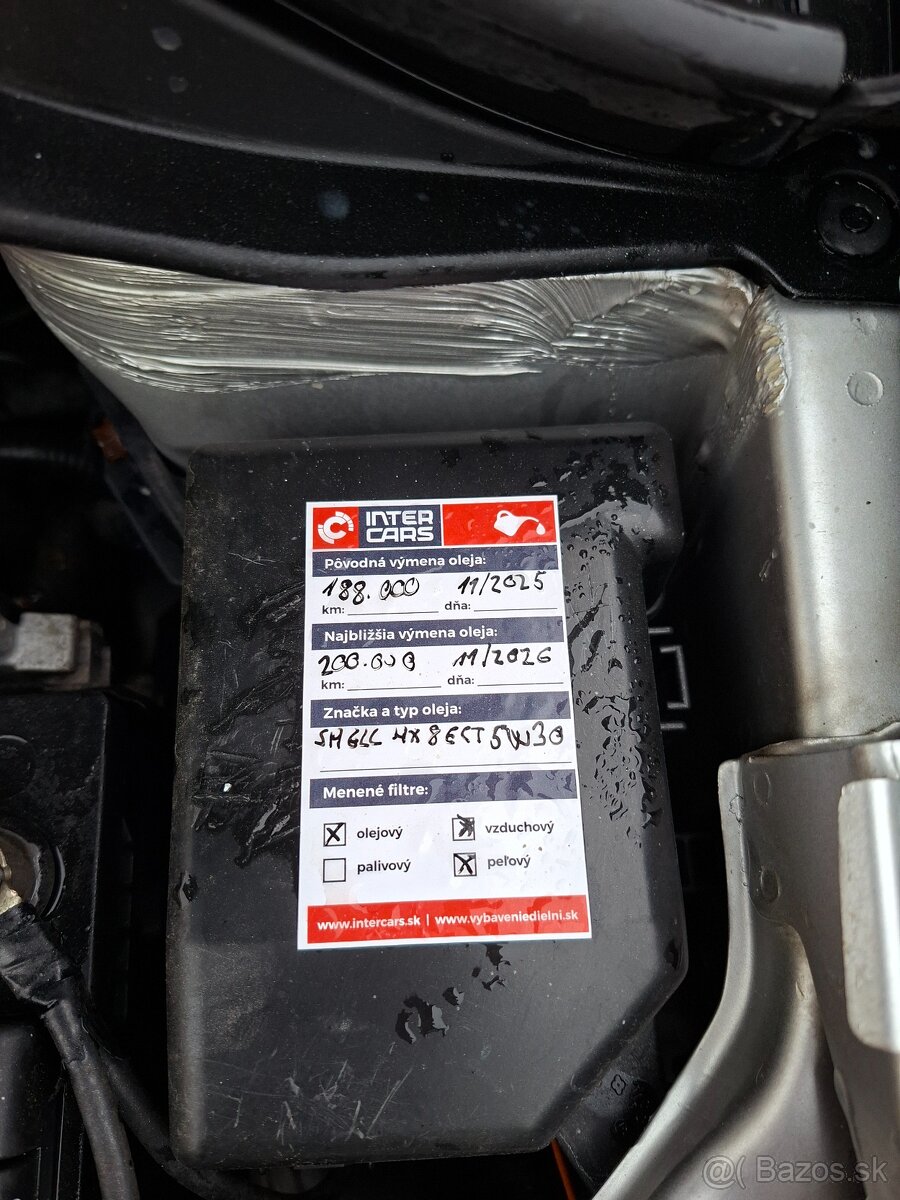 INTER
CARS
Pôvodná výmena oleja:
188.000 11/2025
km: dňa:
Najbližšia výmena oleja:
200.000 11/2026
km: dňa:
Značka a typ oleja:
SHELL HX8 ECT 5W30
Menené filtre:
olejový vzduchový
palivový peľový
www.intercars.sk | www.vybaveniedielni.sk
@( Bazos.sk